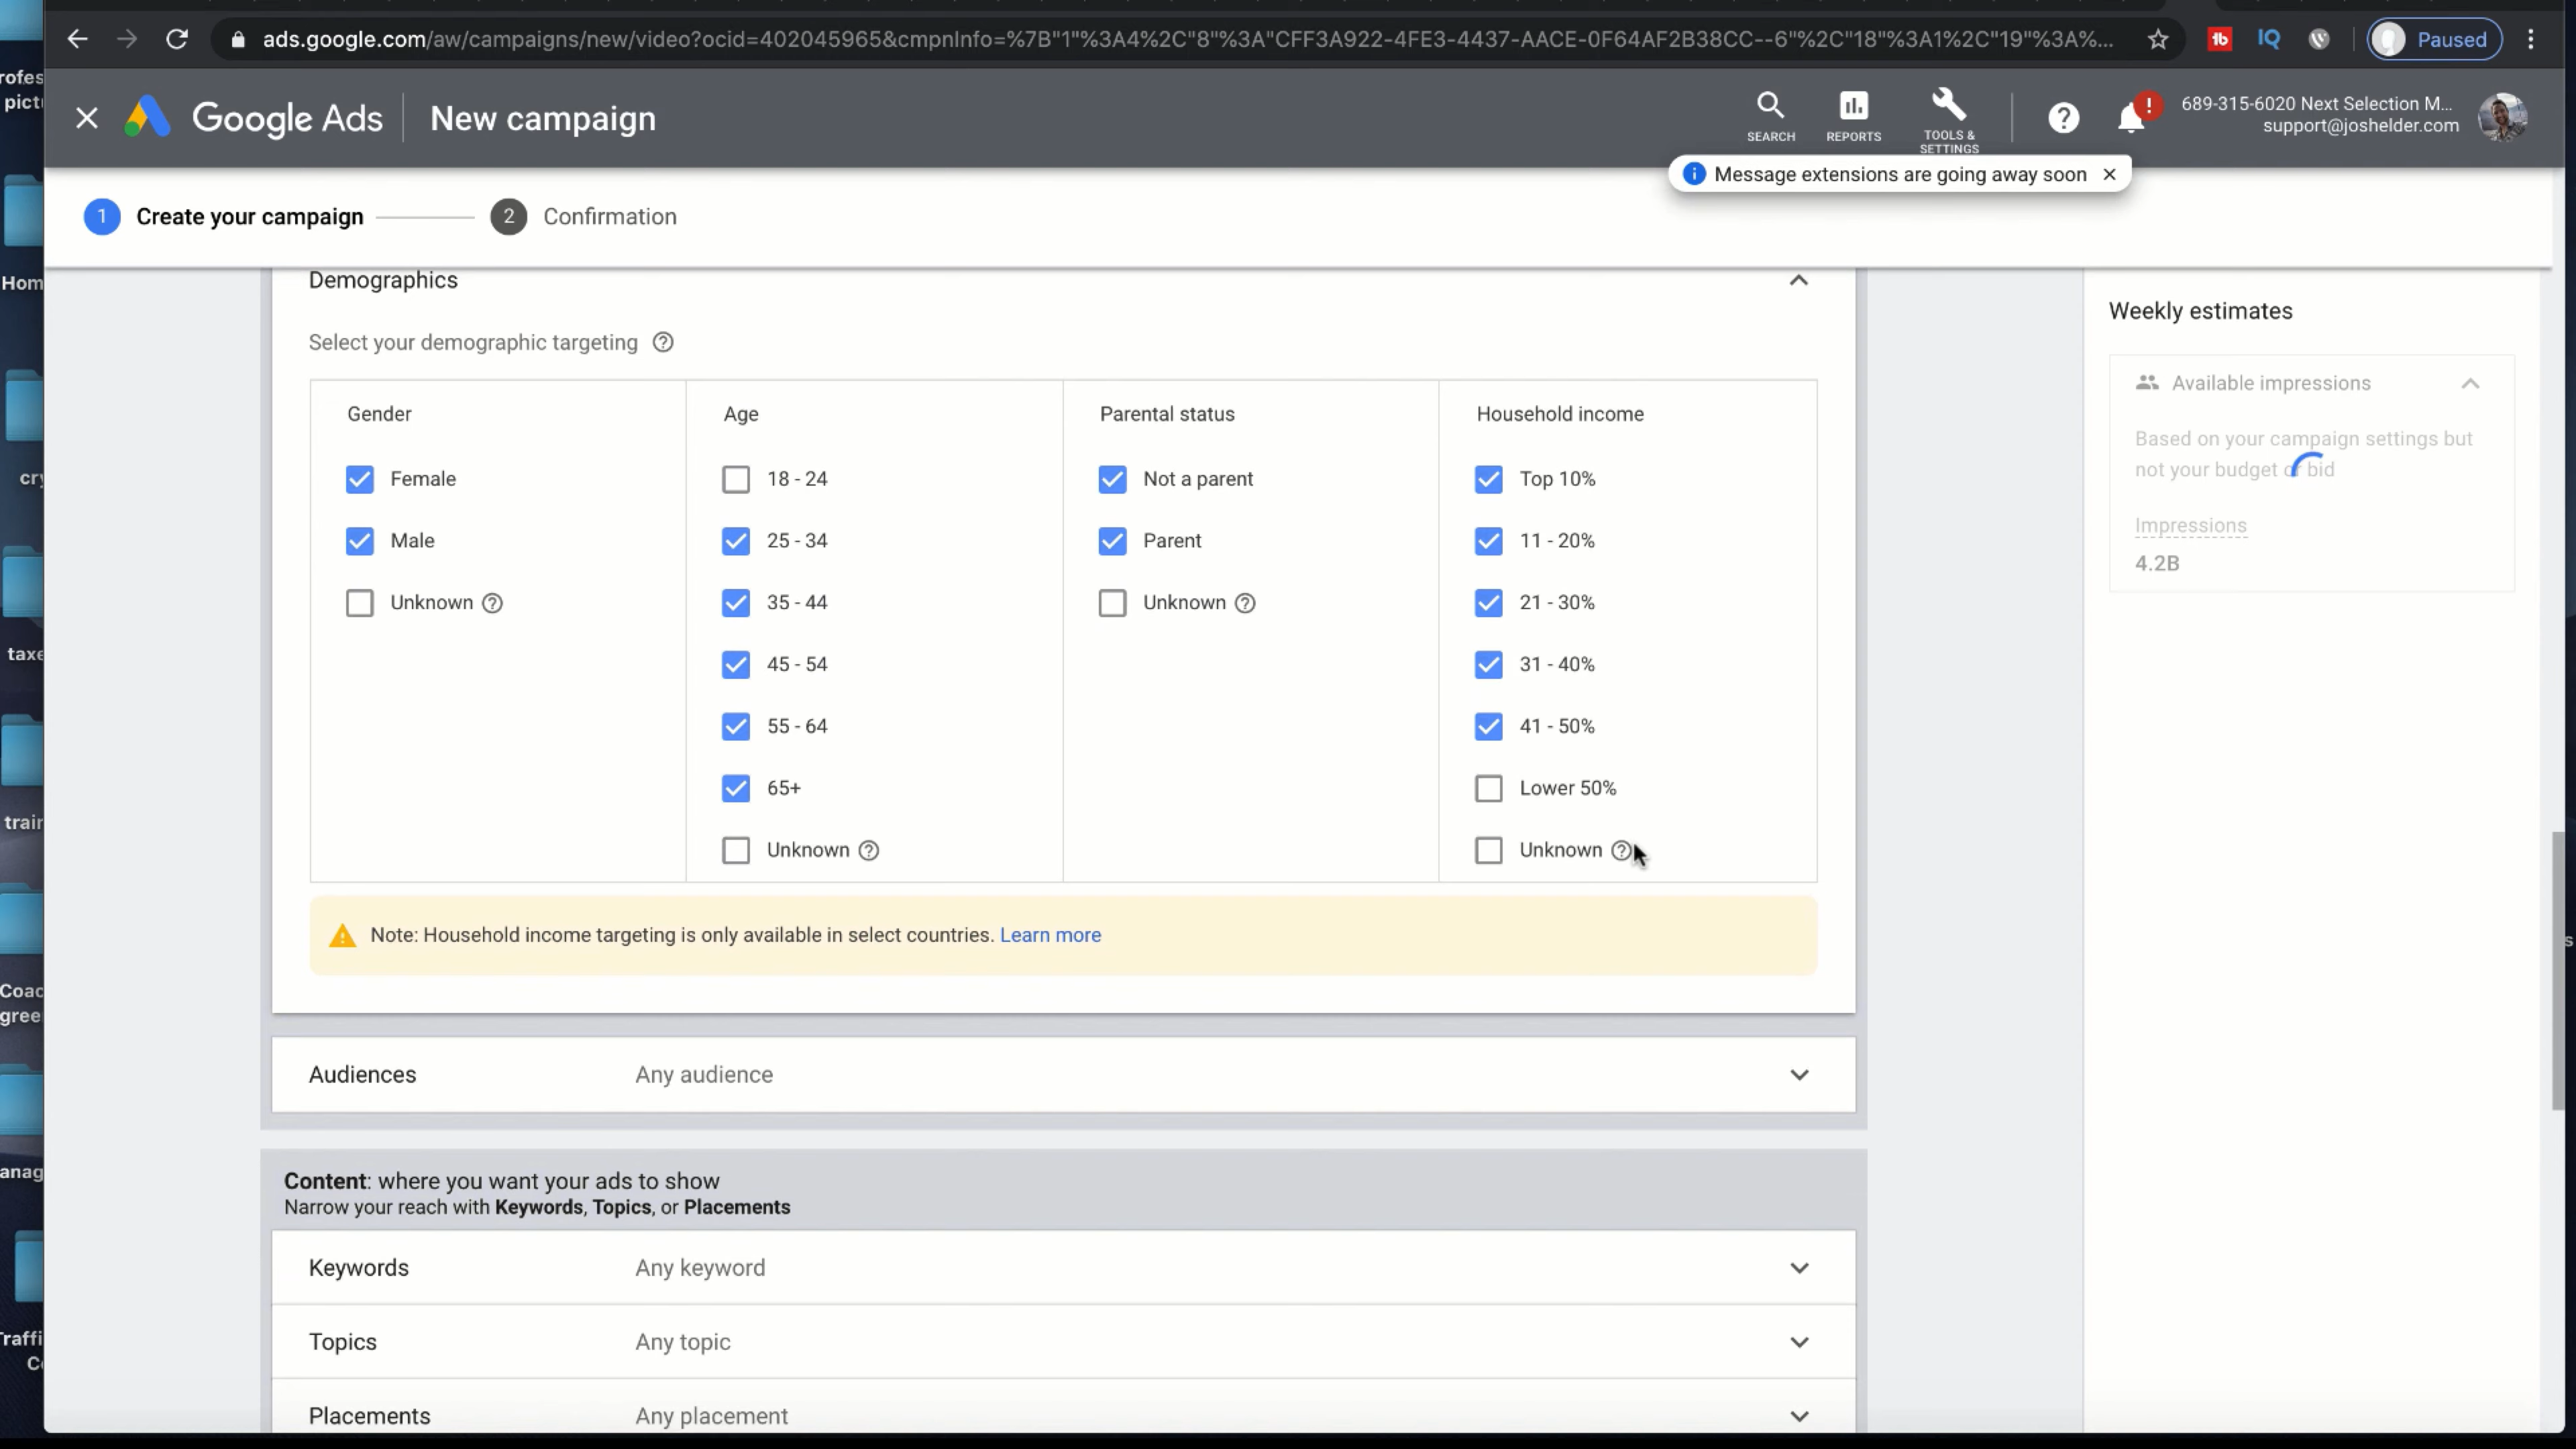 ads.google.com/aw/campaigns/new/video?ocid=402045965&cmpnInfo=%7B"1"%3A4%2C"8"%3A"CFF3A922-4FE3-4437-AACE-0F64AF2B38CC--6"%2C"18"%3A1%2C"19"%3A%...
Paused
Google Ads
New campaign
SEARCH
REPORTS
TOOLS &
SETTINGS
689-315-6020 Next Selection M...
support@joshelder.com
Message extensions are going away soon
1 Create your campaign
2 Confirmation
Demographics
Select your demographic targeting
Gender
Female
Male
Unknown
Age
18 - 24
25 - 34
35 - 44
45 - 54
55 - 64
65+
Unknown
Parental status
Not a parent
Parent
Unknown
Household income
Top 10%
11 - 20%
21 - 30%
31 - 40%
41 - 50%
Lower 50%
Unknown
Note: Household income targeting is only available in select countries. Learn more
Audiences Any audience
Content: where you want your ads to show
Narrow your reach with Keywords, Topics, or Placements
Keywords Any keyword
Topics Any topic
Placements Any placement
Weekly estimates
Available impressions
Based on your campaign settings but
not your budget or bid
Impressions
4.2B